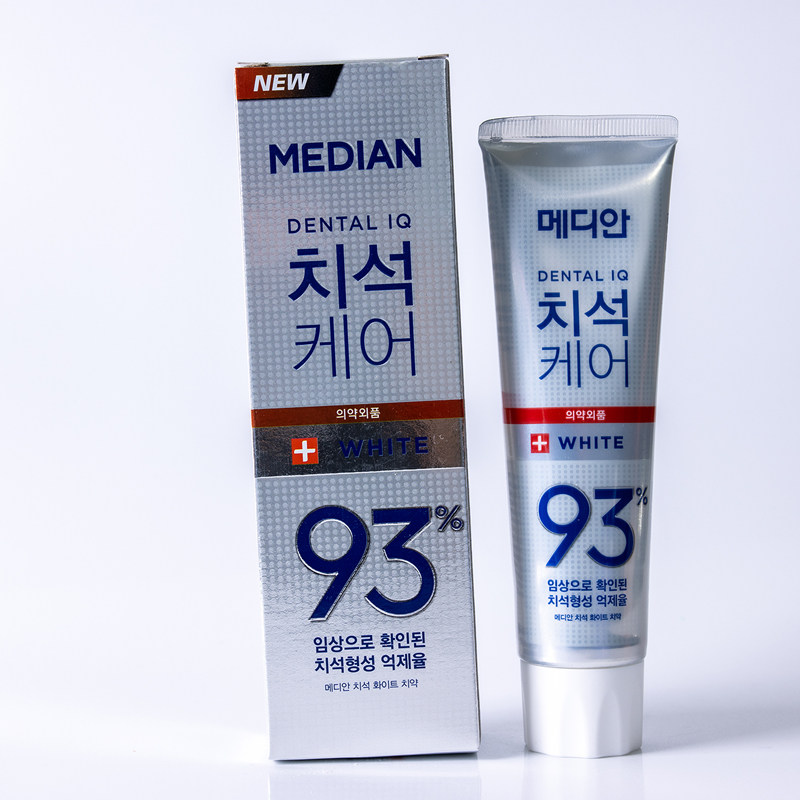 NEW
MEDIAN
DENTAL IQ
치석
케어
의약외품
WHITE
93%
임상으로 확인된
치석형성 억제율
메디안 치석 화이트 치약
메디안
DENTAL IQ
치석
케어
의약외품
WHITE
93%
임상으로 확인된
치석형성 억제율
메디안 치석 화이트 치약